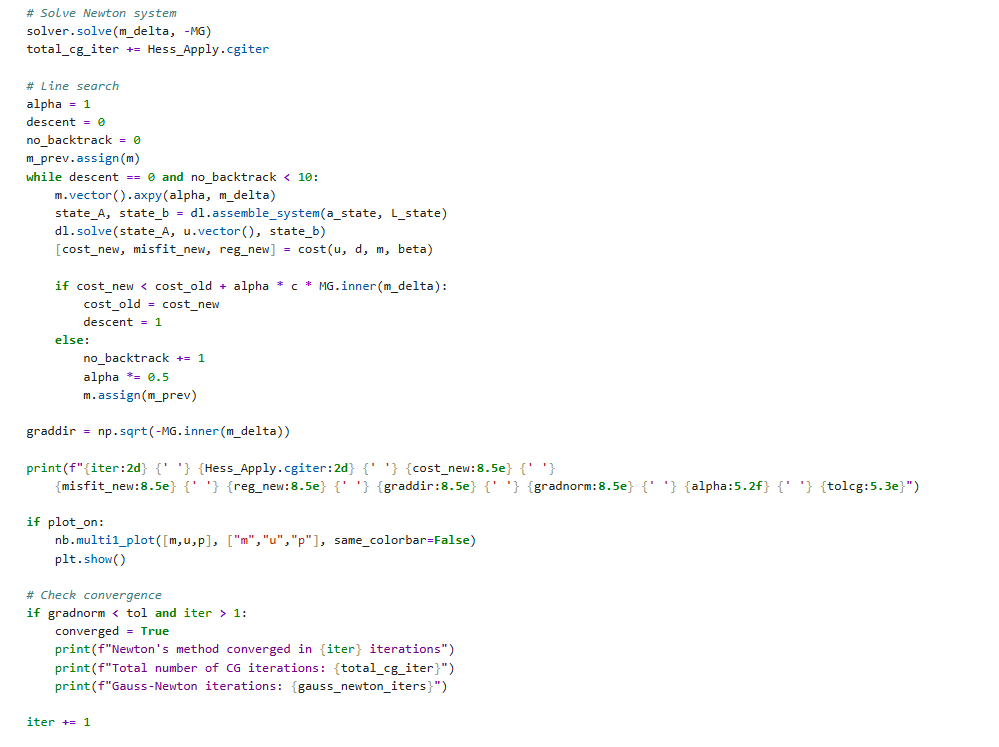 # Solve Newton system
solver.solve(m_delta, -MG)
total_cg_iter += Hess_Apply.cgiter
# Line search
alpha = 1
descent = 0
no_backtrack = 0
m_prev.assign(m)
while descent == 0 and no_backtrack < 10:
    m.vector().axpy(alpha, m_delta)
    state_A, state_b = dl.assemble_system(a_state, L_state)
    dl.solve(state_A, u.vector(), state_b)
    [cost_new, misfit_new, reg_new] = cost(u, d, m, beta)
    if cost_new < cost_old + alpha * c * MG.inner(m_delta):
        cost_old = cost_new
        descent = 1
    else:
        no_backtrack += 1
        alpha *= 0.5
        m.assign(m_prev)
graddir = np.sqrt(-MG.inner(m_delta))
print(f"{iter:2d} {' '} {Hess_Apply.cgiter:2d} {' '} {cost_new:8.5e} {' '}
    {misfit_new:8.5e} {' '} {reg_new:8.5e} {' '} {graddir:8.5e} {' '} {gradnorm:8.5e} {' '} {alpha:5.2f} {' '} {tolcg:5.3e}")
if plot_on:
    nb.multi1_plot([m,u,p], ["m","u","p"], same_colorbar=False)
    plt.show()
# Check convergence
if gradnorm < tol and iter > 1:
    converged = True
    print(f"Newton's method converged in {iter} iterations")
    print(f"Total number of CG iterations: {total_cg_iter}")
    print(f"Gauss-Newton iterations: {gauss_newton_iters}")
iter += 1